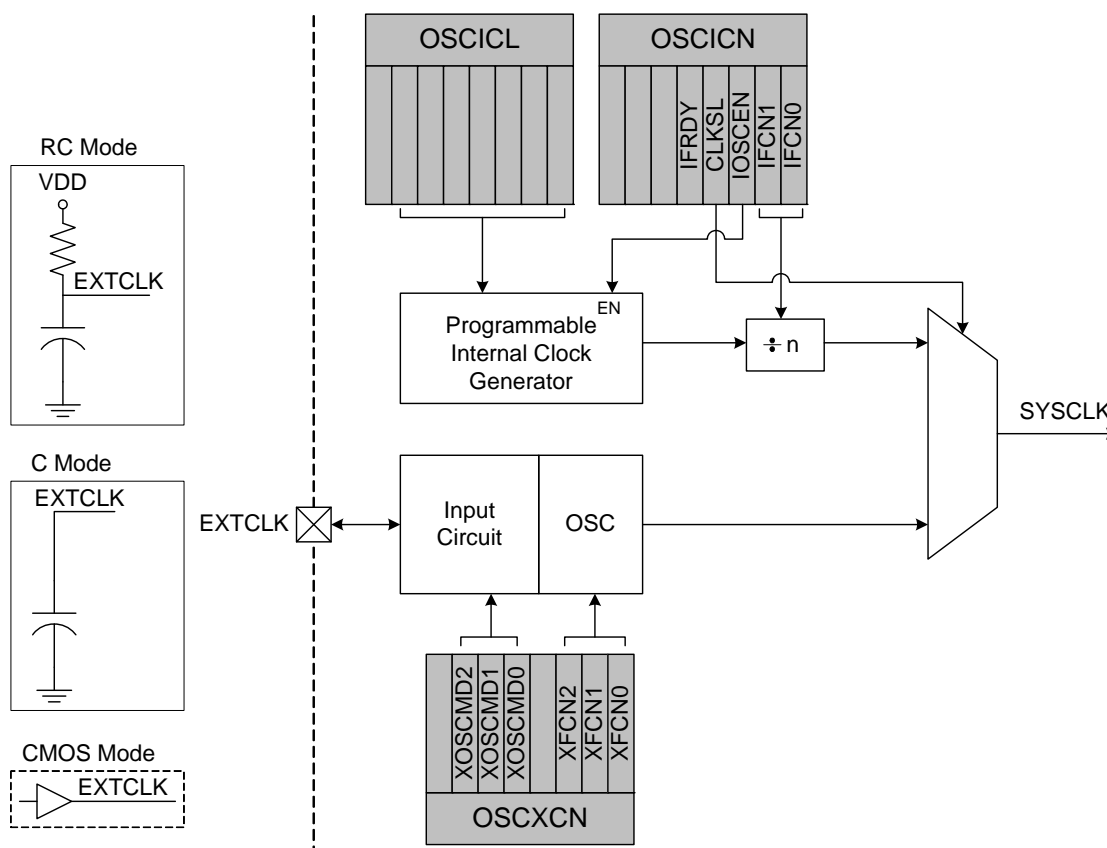 OSCICL
OSCICN
IFRDY
CLKSL
IOSCEN
IFCN1
IFCN0
RC Mode
VDD
EXTCLK
EN
Programmable
Internal Clock
Generator
÷ n
SYSCLK
C Mode
EXTCLK
EXTCLK
Input
Circuit
OSC
XOSCMD2
XOSCMD1
XOSCMD0
XFCN2
XFCN1
XFCN0
OSCXCN
CMOS Mode
EXTCLK